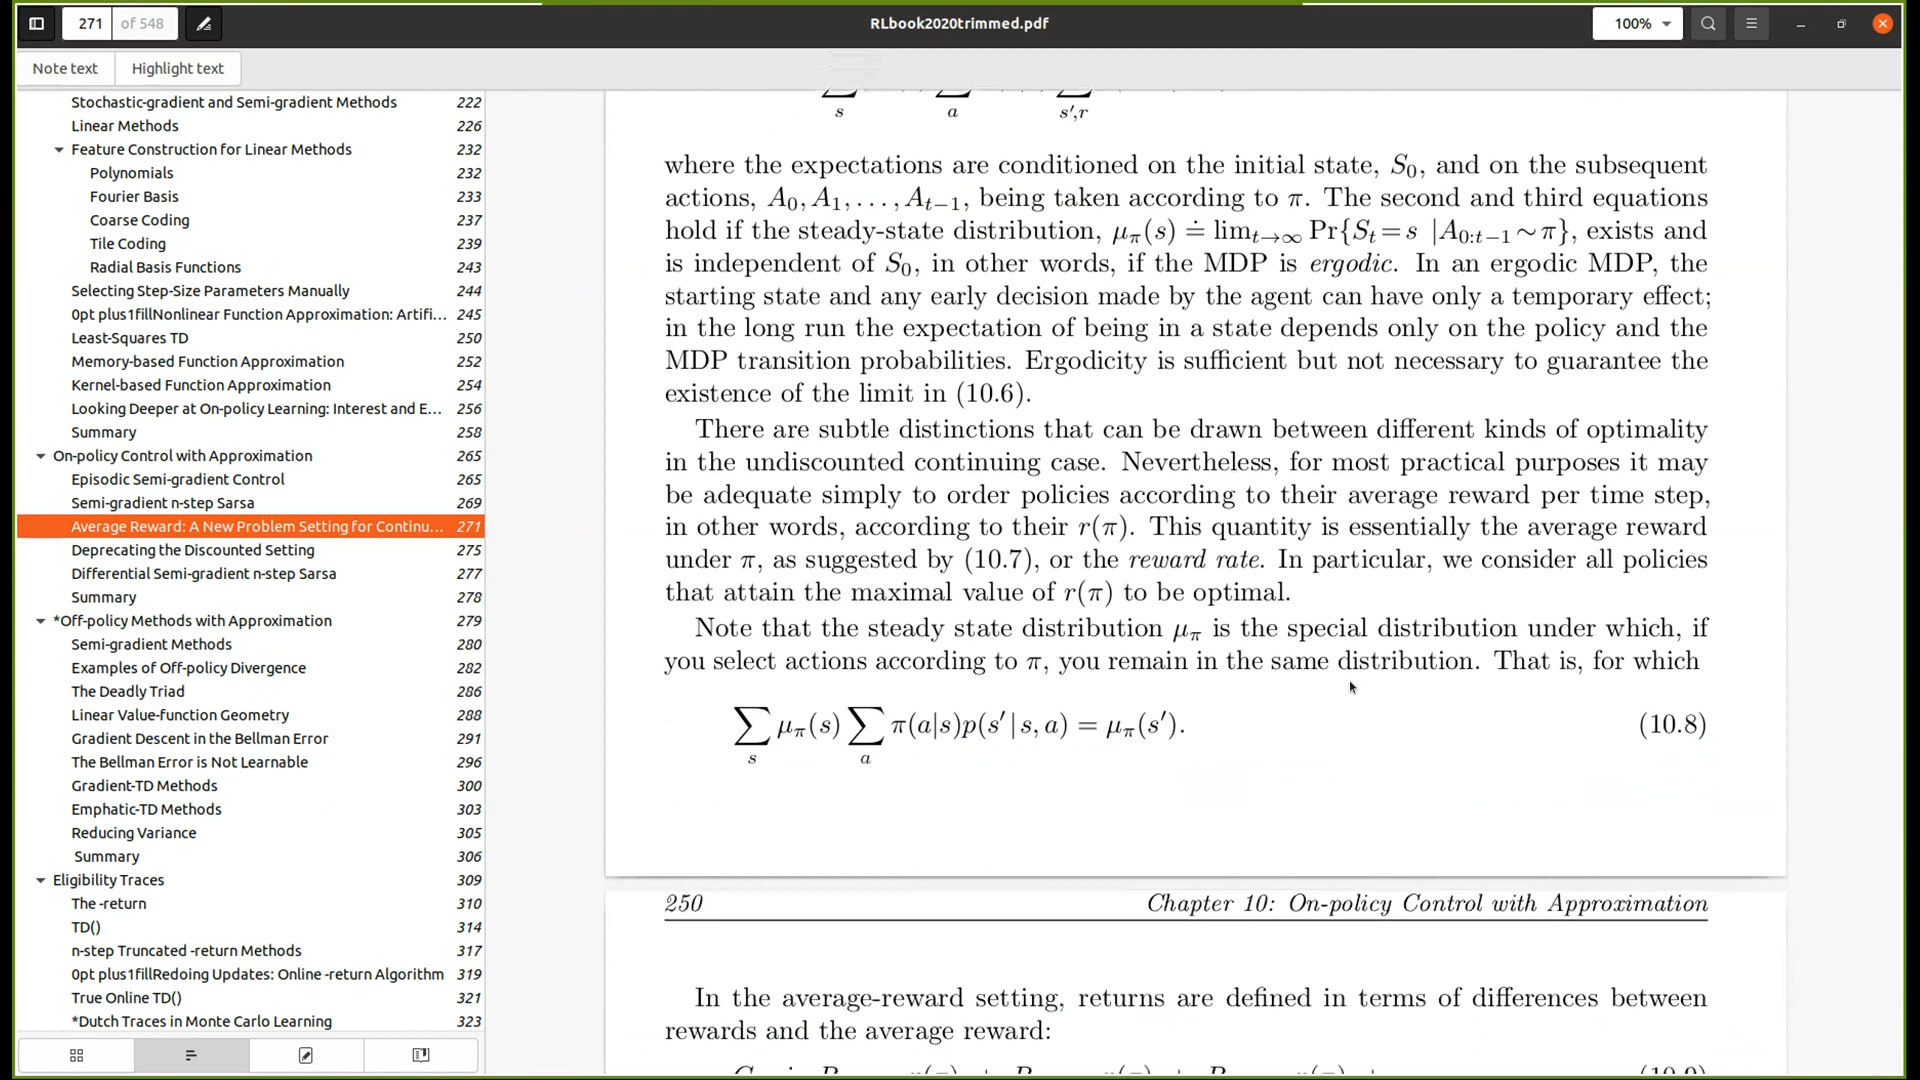 271 of 548
RLbook2020trimmed.pdf
100%
Note text
Highlight text
Stochastic-gradient and Semi-gradient Methods 222
Linear Methods 226
Feature Construction for Linear Methods 232
Polynomials 232
Fourier Basis 233
Coarse Coding 237
Tile Coding 239
Radial Basis Functions 243
Selecting Step-Size Parameters Manually 244
0pt plus1fillNonlinear Function Approximation: Artifi... 245
Least-Squares TD 250
Memory-based Function Approximation 252
Kernel-based Function Approximation 254
Looking Deeper at On-policy Learning: Interest and E... 256
Summary 258
On-policy Control with Approximation 265
Episodic Semi-gradient Control 265
Semi-gradient n-step Sarsa 269
Average Reward: A New Problem Setting for Continu... 271
Deprecating the Discounted Setting 275
Differential Semi-gradient n-step Sarsa 277
Summary 278
*Off-policy Methods with Approximation 279
Semi-gradient Methods 280
Examples of Off-policy Divergence 282
The Deadly Triad 286
Linear Value-function Geometry 288
Gradient Descent in the Bellman Error 291
The Bellman Error is Not Learnable 296
Gradient-TD Methods 300
Emphatic-TD Methods 303
Reducing Variance 305
Summary 306
Eligibility Traces 309
The -return 310
TD() 314
n-step Truncated -return Methods 317
0pt plus1fillRedoing Updates: Online -return Algorithm 319
True Online TD() 321
*Dutch Traces in Monte Carlo Learning 323
s a s′,r
where the expectations are conditioned on the initial state, S₀, and on the subsequent
actions, A₀, A₁, . . . , Aₜ₋₁, being taken according to π. The second and third equations
hold if the steady-state distribution, μπ(s) ≐ limₜ→∞ Pr{Sₜ=s |A₀:ₜ₋₁∼π}, exists and
is independent of S₀, in other words, if the MDP is ergodic. In an ergodic MDP, the
starting state and any early decision made by the agent can have only a temporary effect;
in the long run the expectation of being in a state depends only on the policy and the
MDP transition probabilities. Ergodicity is sufficient but not necessary to guarantee the
existence of the limit in (10.6).
There are subtle distinctions that can be drawn between different kinds of optimality
in the undiscounted continuing case. Nevertheless, for most practical purposes it may
be adequate simply to order policies according to their average reward per time step,
in other words, according to their r(π). This quantity is essentially the average reward
under π, as suggested by (10.7), or the reward rate. In particular, we consider all policies
that attain the maximal value of r(π) to be optimal.
Note that the steady state distribution μπ is the special distribution under which, if
you select actions according to π, you remain in the same distribution. That is, for which
∑ μπ(s) ∑ π(a|s)p(s′|s, a) = μπ(s′). (10.8)
s a
250 Chapter 10: On-policy Control with Approximation
In the average-reward setting, returns are defined in terms of differences between
rewards and the average reward: